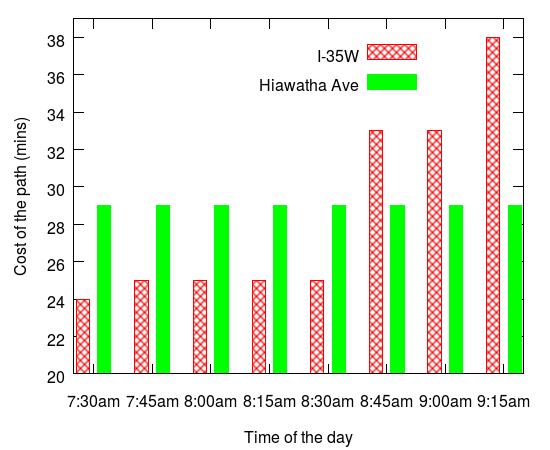 38
36
34
32
30
28
26
24
22
20
Cost of the path (mins)
I-35W
Hiawatha Ave
7:30am 7:45am 8:00am 8:15am 8:30am 8:45am 9:00am 9:15am
Time of the day